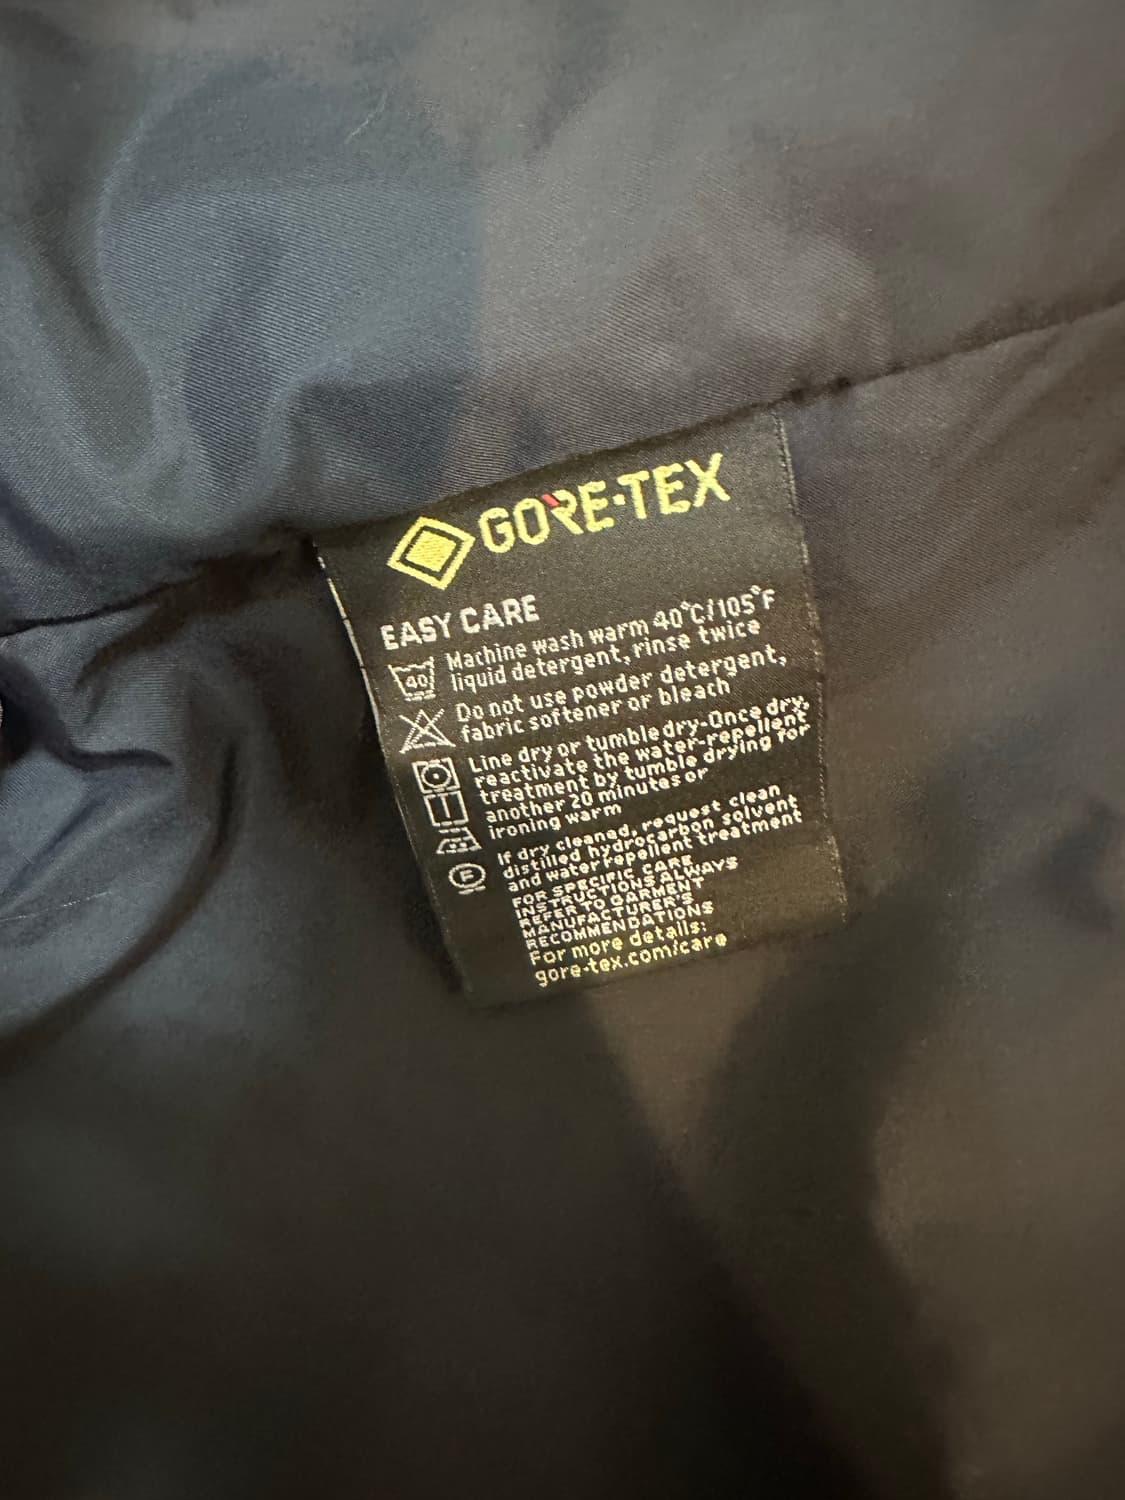 GORE-TEX
EASY CARE
40
Machine wash warm 40°C/105°F
liquid detergent, rinse twice
Do not use powder detergent,
fabric softener or bleach
Line dry or tumble dry-Once dry,
reactivate the water-repellent
treatment by tumble drying for
another 20 minutes or
ironing warm
F
If dry cleaned, request clean
distilled hydrocarbon solvent
and water repellent treatment
FOR SPECIFIC CARE
INSTRUCTIONS ALWAYS
REFER TO GARMENT
MANUFACTURER'S
RECOMMENDATIONS
For more details:
gore-tex.com/care